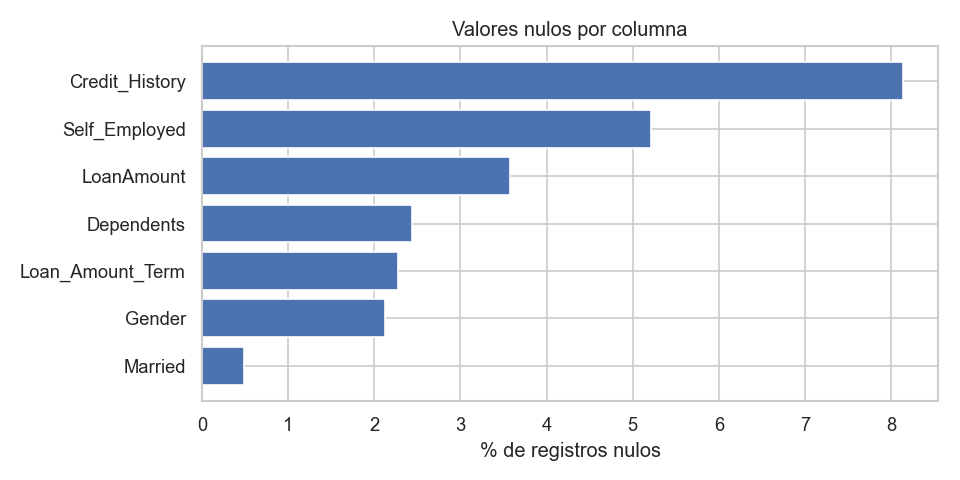 Valores nulos por columna
Credit_History
Self_Employed
LoanAmount
Dependents
Loan_Amount_Term
Gender
Married
0 1 2 3 4 5 6 7 8
% de registros nulos